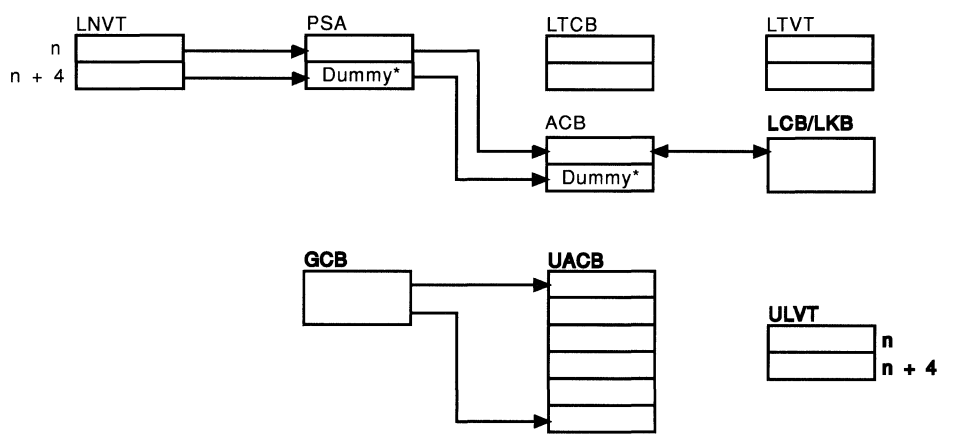 LNVT
PSA
LTCB
LTVT
n
n + 4
Dummy*
ACB
LCB/LKB
Dummy*
GCB
UACB
ULVT
n
n + 4